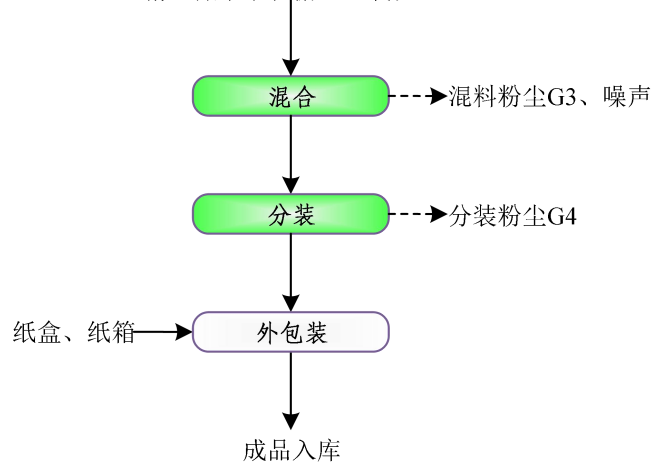 混合
混料粉尘G3、噪声
分装
分装粉尘G4
纸盒、纸箱
外包装
成品入库